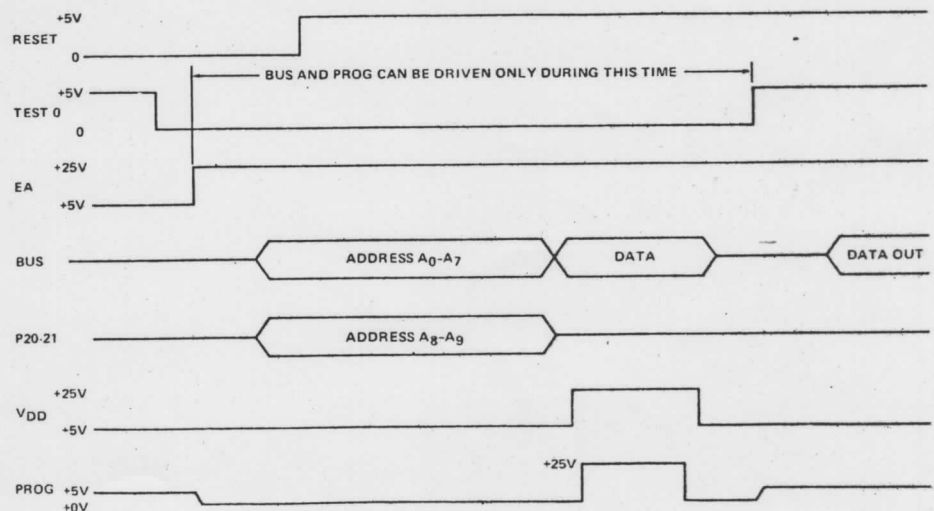 +5V
RESET
0
BUS AND PROG CAN BE DRIVEN ONLY DURING THIS TIME
+5V
TEST 0
0
+25V
EA
+5V
BUS
ADDRESS A0-A7
DATA
DATA OUT
P20-21
ADDRESS A8-A9
+25V
VDD
+5V
+25V
PROG
+5V
+0V